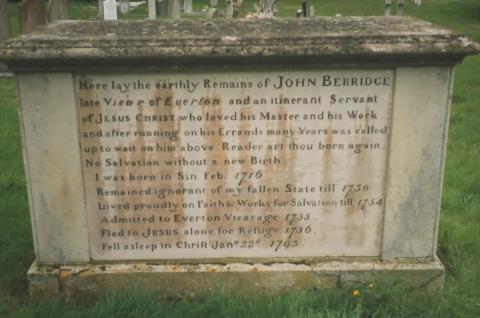 Here lay the earthly Remains of JOHN BERRIDGE
late Vicar of Everton and an itinerant Servant
of JESUS CHRIST who loved his Master and his Work
and after running on his Errands many Years was called
up to wait on him above Reader art thou born again
No Salvation without a new Birth
I was born in Sin Feb. 1716
Remained ignorant of my fallen State till 1730
Lived proudly on Faith & Works for Salvation till 1754
Admitted to Everton Vicarage 1755.
Fled to JESUS alone for Refuge 1756.
Fell asleep in Christ Jany. 22d. 1793